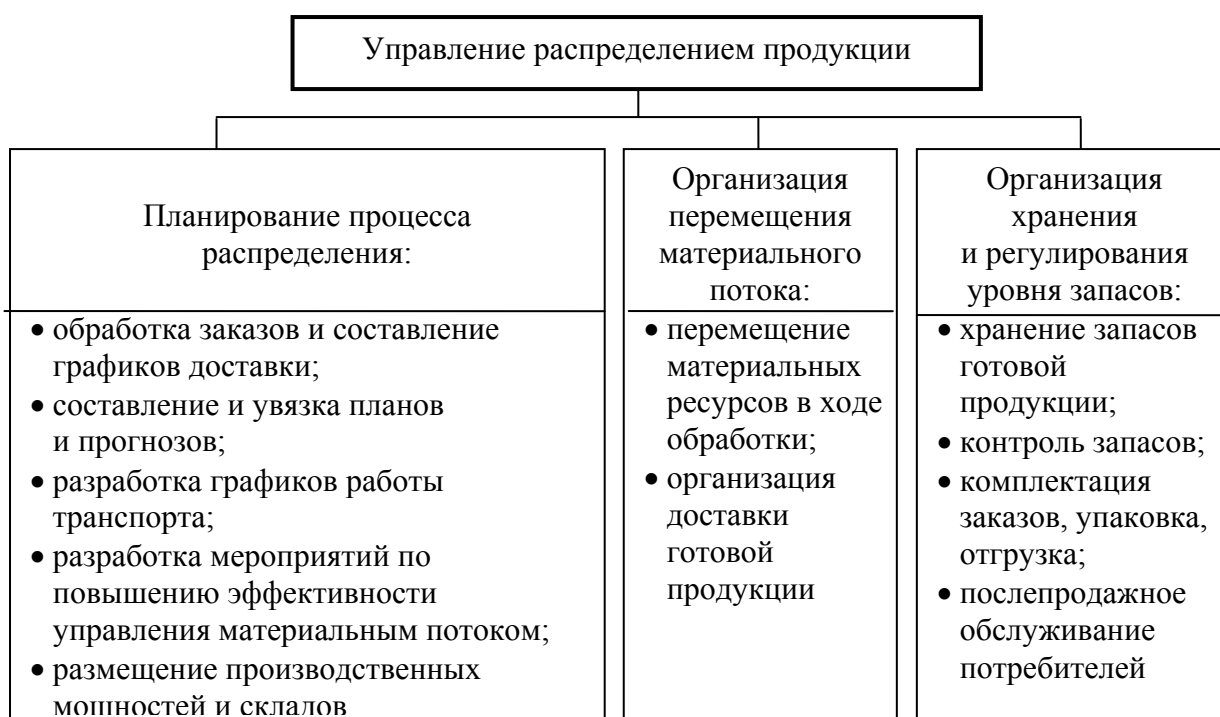 Управление распределением продукции
Планирование процесса
распределения:
• обработка заказов и составление
графиков доставки;
• составление и увязка планов
и прогнозов;
• разработка графиков работы
транспорта;
• разработка мероприятий по
повышению эффективности
управления материальным потоком;
• размещение производственных
мощностей и складов
Организация
перемещения
материального
потока:
• перемещение
материальных
ресурсов в ходе
обработки;
• организация
доставки
готовой
продукции
Организация
хранения
и регулирования
уровня запасов:
• хранение запасов
готовой
продукции;
• контроль запасов;
• комплектация
заказов, упаковка,
отгрузка;
• послепродажное
обслуживание
потребителей